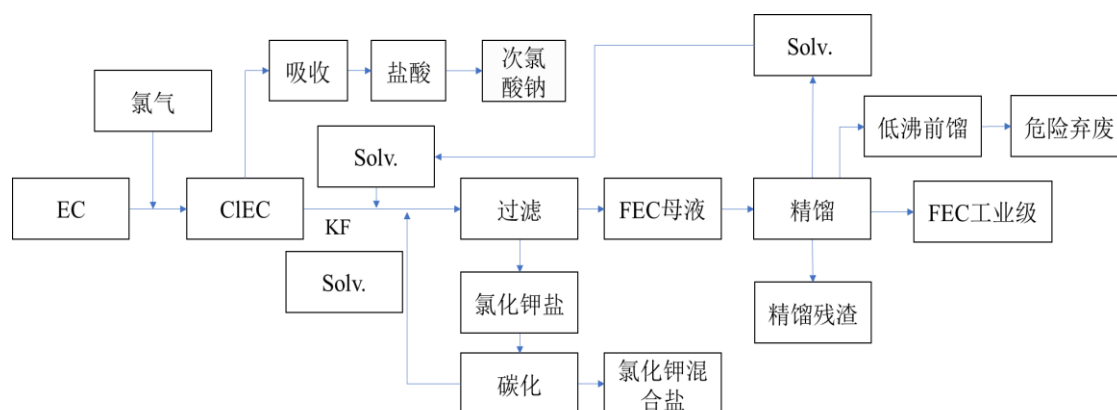 Solv.
吸收
盐酸
次氯
酸钠
氯气
低沸前馏
危险弃废
Solv.
EC
ClEC
KF
过滤
FEC母液
精馏
FEC工业级
Solv.
氯化钾盐
精馏残渣
碳化
氯化钾混
合盐